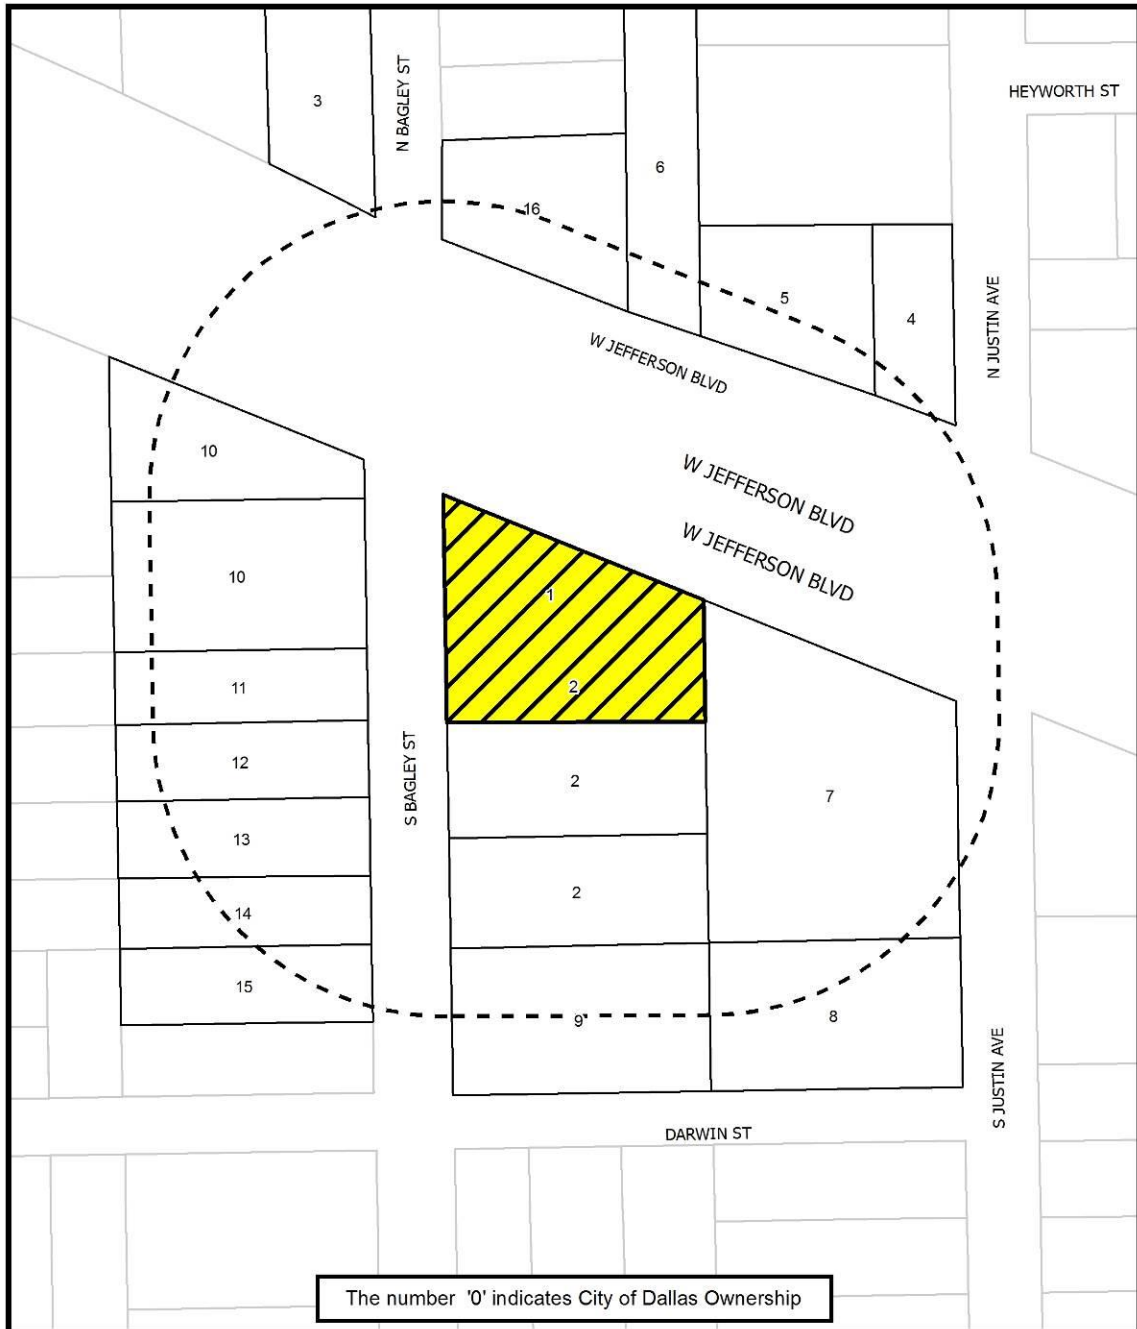 HEYWORTH ST
3
N BAGLEY ST
6
16
5
4
N JUSTIN AVE
W JEFFERSON BLVD
10
W JEFFERSON BLVD
W JEFFERSON BLVD
10
1
11
2
12
S BAGLEY ST
2
7
13
2
14
15
9
8
S JUSTIN AVE
DARWIN ST
The number '0' indicates City of Dallas Ownership